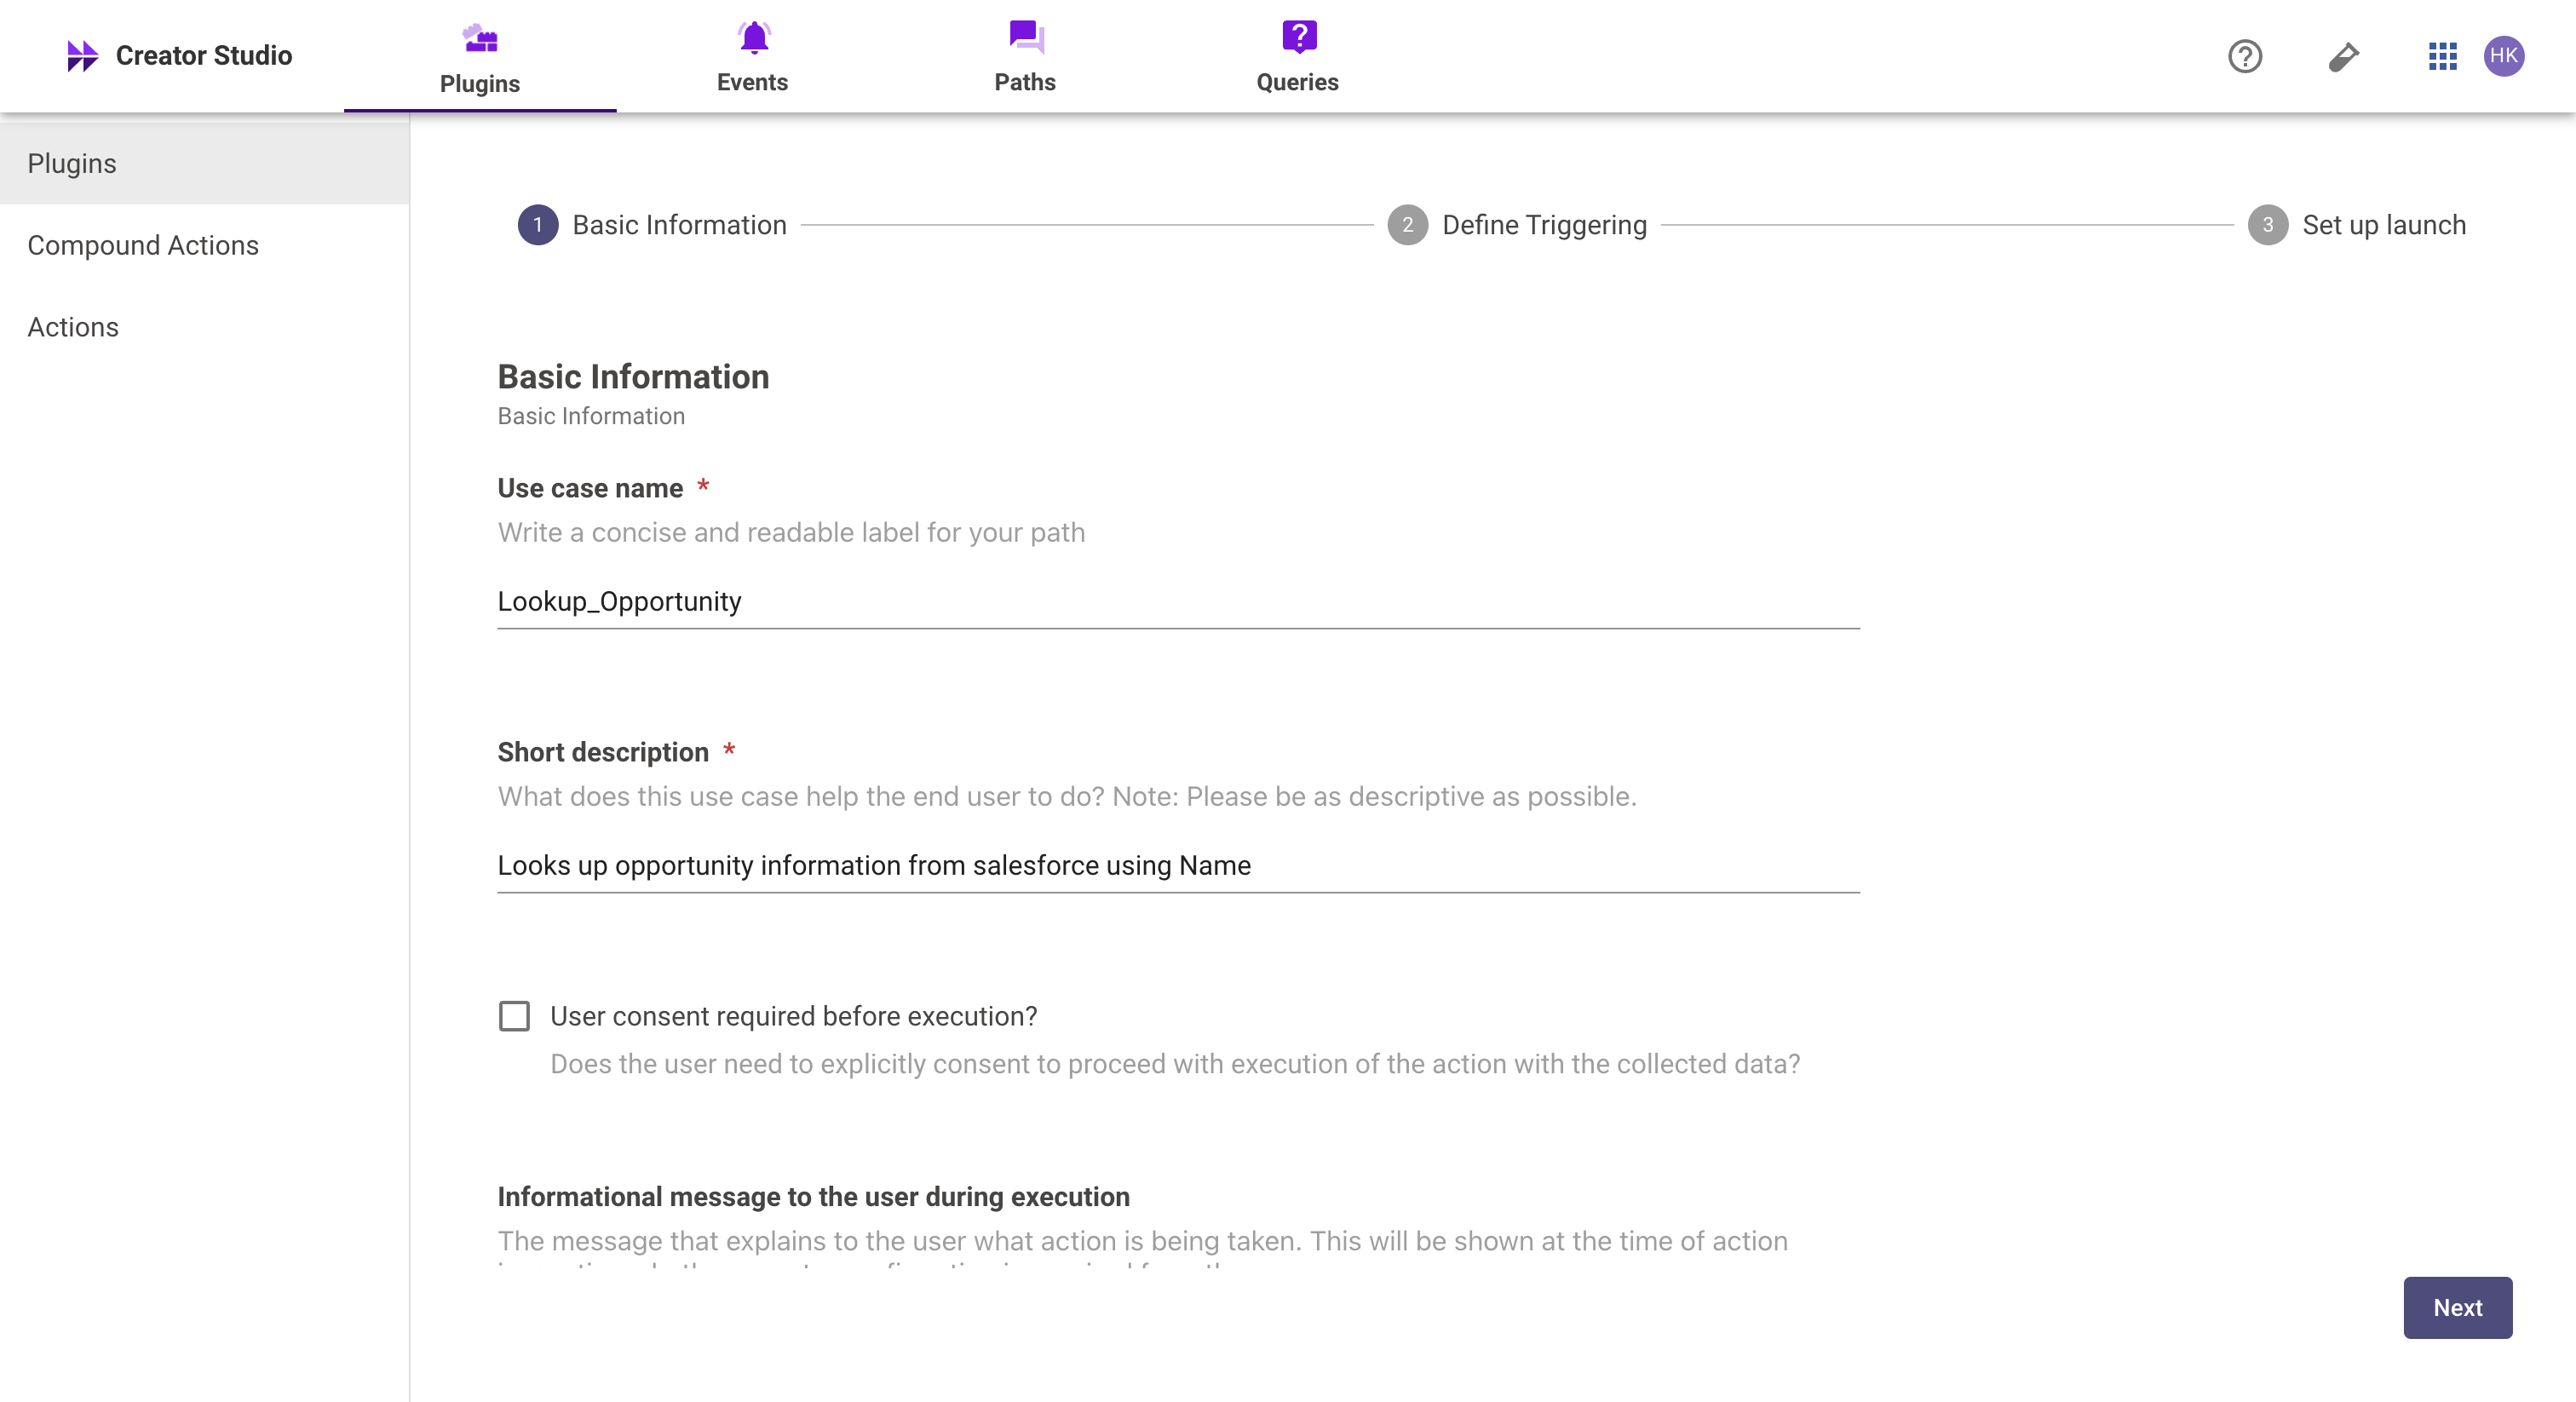 Creator Studio
Plugins
Events
Paths
?
Queries
?
HK
Plugins
Compound Actions
Actions
1 Basic Information
2 Define Triggering
3 Set up launch
Basic Information
Basic Information
Use case name *
Write a concise and readable label for your path
Lookup_Opportunity
Short description *
What does this use case help the end user to do? Note: Please be as descriptive as possible.
Looks up opportunity information from salesforce using Name
User consent required before execution?
Does the user need to explicitly consent to proceed with execution of the action with the collected data?
Informational message to the user during execution
The message that explains to the user what action is being taken. This will be shown at the time of action
Next